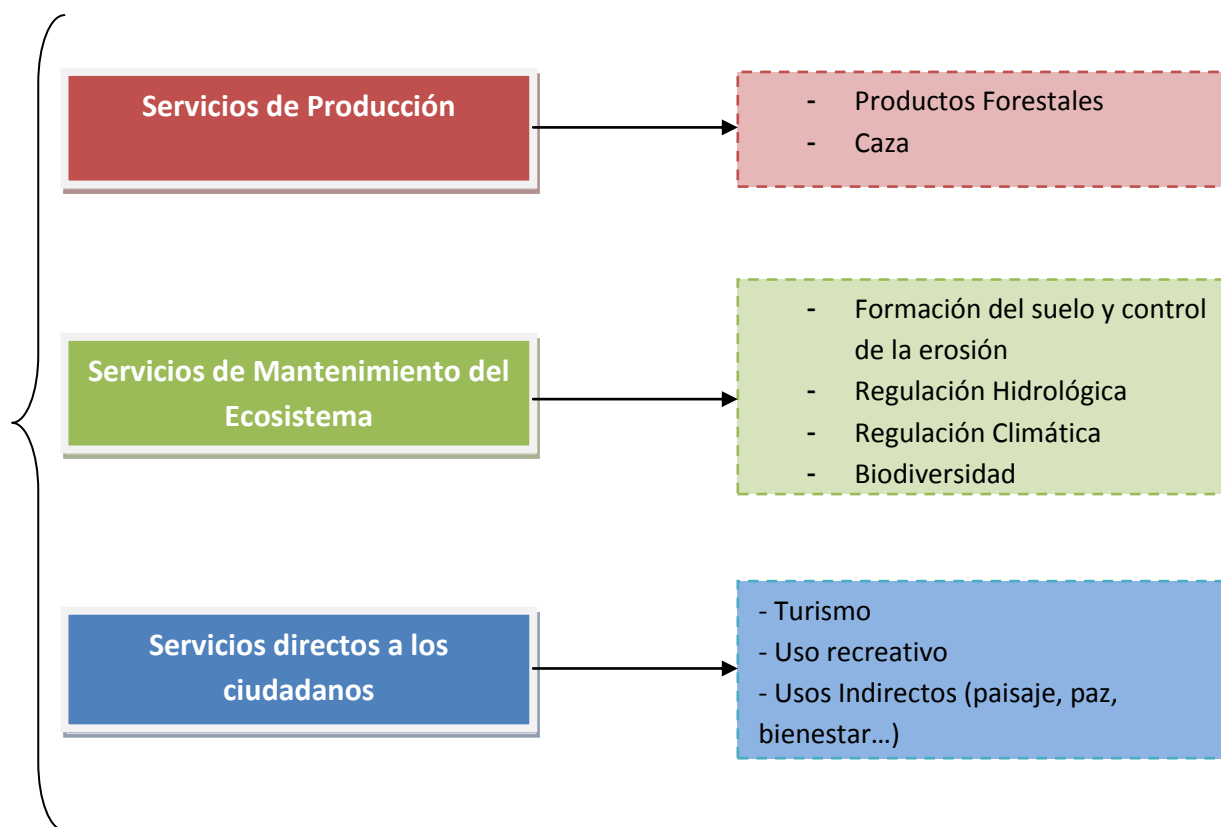 Servicios de Producción
- Productos Forestales
- Caza
Servicios de Mantenimiento del
Ecosistema
- Formación del suelo y control
de la erosión
- Regulación Hidrológica
- Regulación Climática
- Biodiversidad
Servicios directos a los
ciudadanos
- Turismo
- Uso recreativo
- Usos Indirectos (paisaje, paz,
bienestar…)